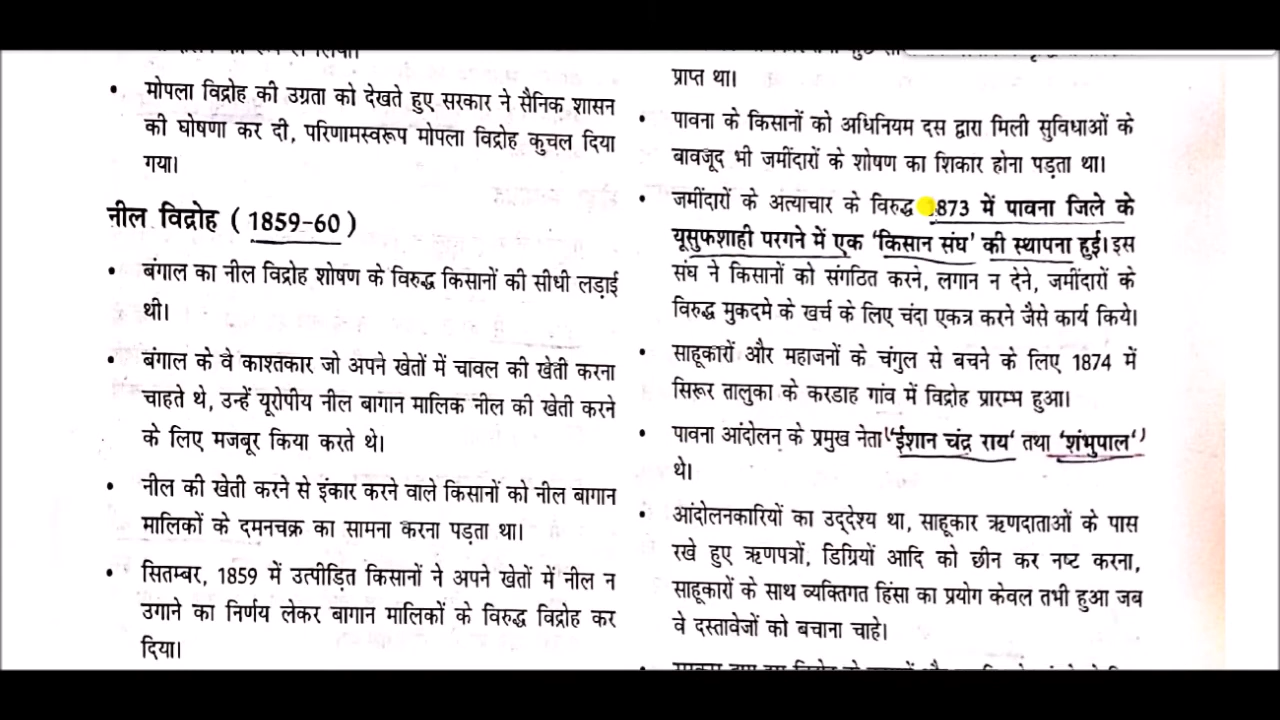 मोपला विद्रोह की उग्रता को देखते हुए सरकार ने सैनिक शासन
की घोषणा कर दी, परिणामस्वरूप मोपला विद्रोह कुचल दिया
गया।
नील विद्रोह ( 1859-60 )
बंगाल का नील विद्रोह शोषण के विरुद्ध किसानों की सीधी लड़ाई
थी।
बंगाल के वे काश्तकार जो अपने खेतों में चावल की खेती करना
चाहते थे, उन्हें यूरोपीय नील बागान मालिक नील की खेती करने
के लिए मजबूर किया करते थे।
नील की खेती करने से इंकार करने वाले किसानों को नील बागान
मालिकों के दमनचक्र का सामना करना पड़ता था।
सितम्बर, 1859 में उत्पीड़ित किसानों ने अपने खेतों में नील न
उगाने का निर्णय लेकर बागान मालिकों के विरुद्ध विद्रोह कर
दिया।
प्राप्त था।
पावना के किसानों को अधिनियम दस द्वारा मिली सुविधाओं के
बावजूद भी जमींदारों के शोषण का शिकार होना पड़ता था।
जमींदारों के अत्याचार के विरुद्ध 1873 में पावना जिले के
यूसुफशाही परगने में एक ‘किसान संघ’ की स्थापना हुई। इस
संघ ने किसानों को संगठित करने, लगान न देने, जमींदारों के
विरुद्ध मुकदमे के खर्च के लिए चंदा एकत्र करने जैसे कार्य किये।
साहूकारों और महाजनों के चंगुल से बचने के लिए 1874 में
सिरूर तालुका के करडाह गांव में विद्रोह प्रारम्भ हुआ।
पावना आंदोलन के प्रमुख नेता ‘ईशान चंद्र राय’ तथा ‘शंभुपाल’
थे।
आंदोलनकारियों का उद्देश्य था, साहूकार ऋणदाताओं के पास
रखे हुए ऋणपत्रों, डिग्रियों आदि को छीन कर नष्ट करना,
साहूकारों के साथ व्यक्तिगत हिंसा का प्रयोग केवल तभी हुआ जब
वे दस्तावेजों को बचाना चाहे।